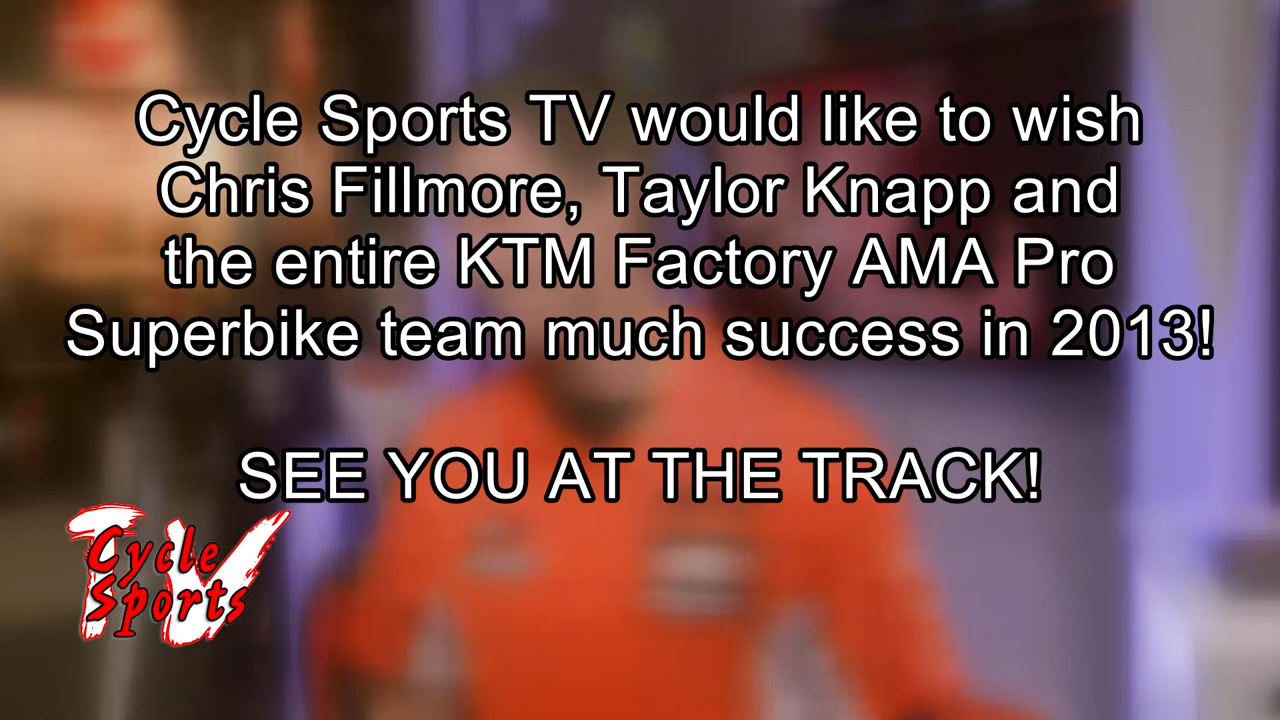 Cycle Sports TV would like to wish
Chris Fillmore, Taylor Knapp and
the entire KTM Factory AMA Pro
Superbike team much success in 2013!
SEE YOU AT THE TRACK!
TV
Cycle
Sports